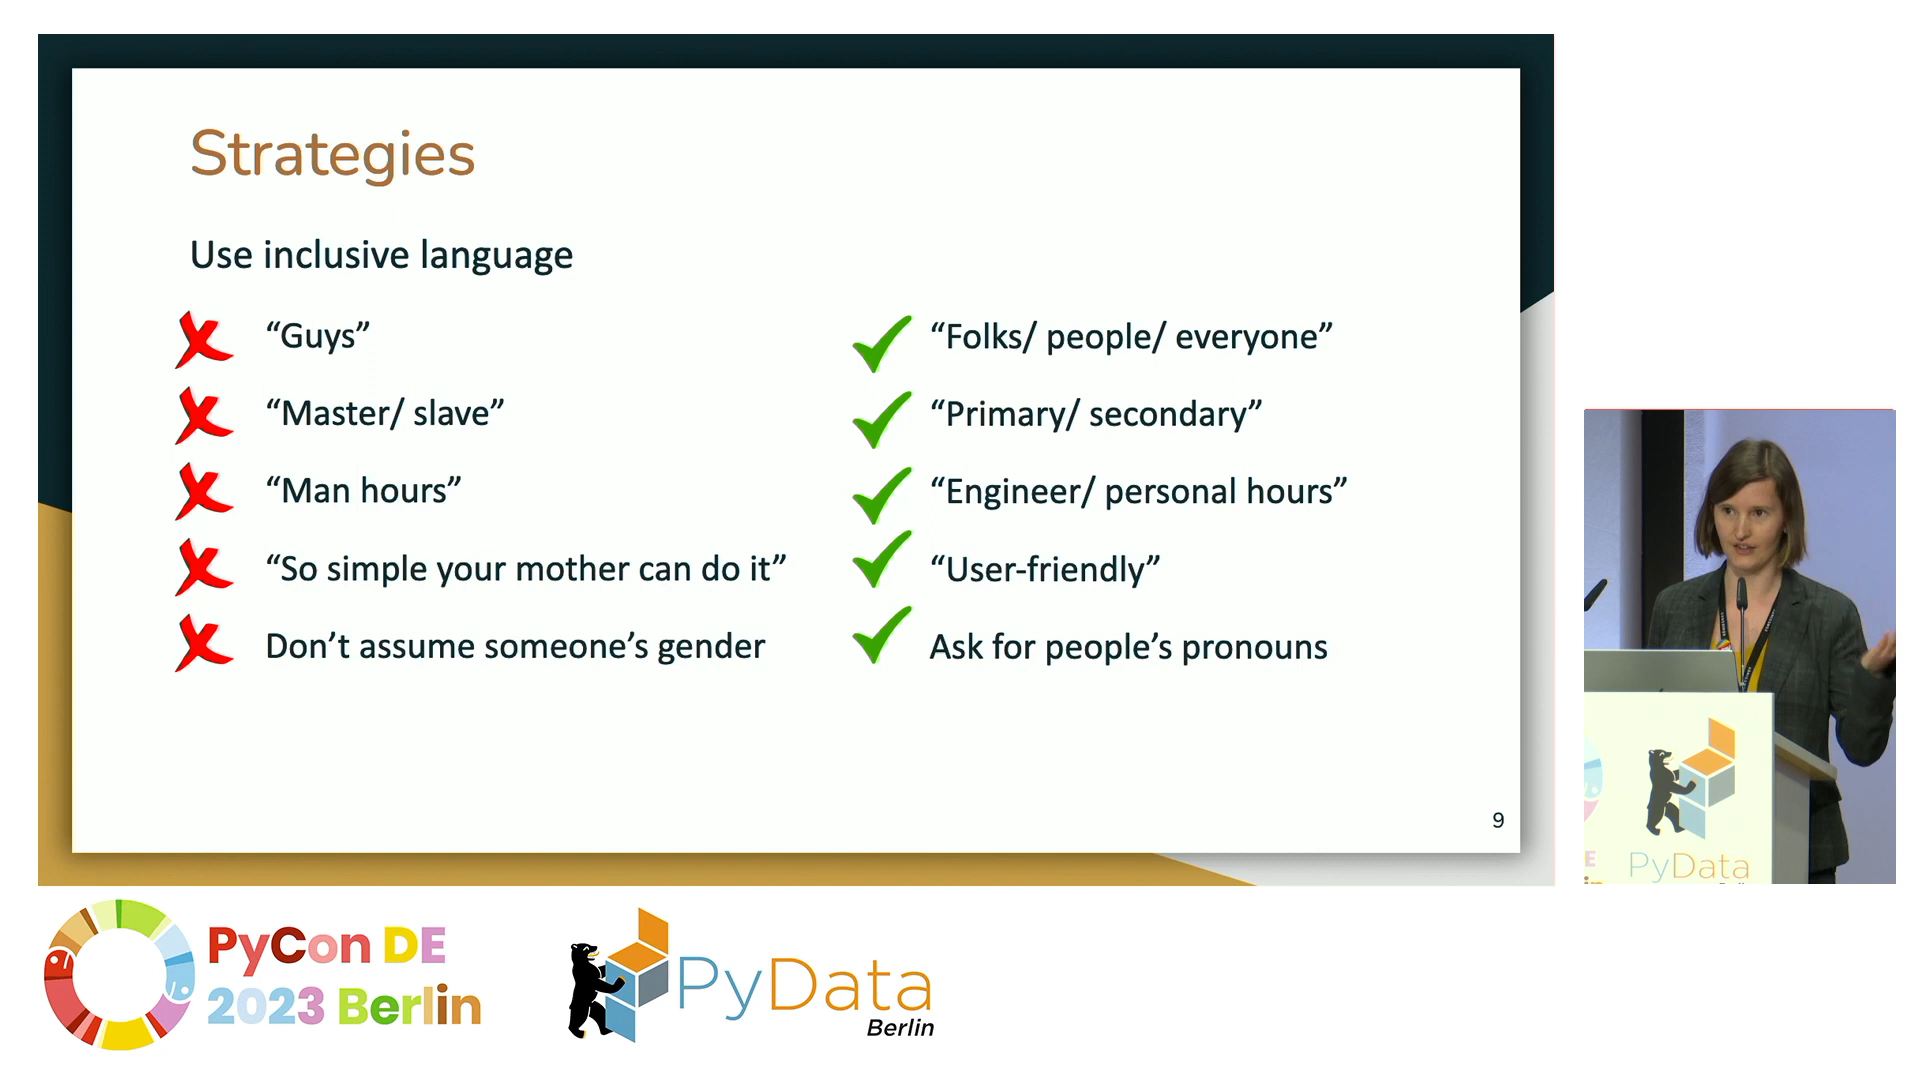 Strategies
Use inclusive language
“Guys”
“Folks/ people/ everyone”
“Master/ slave”
“Primary/ secondary”
“Man hours”
“Engineer/ personal hours”
“So simple your mother can do it”
“User-friendly”
Don’t assume someone’s gender
Ask for people’s pronouns
9
PyData
E
PyCon DE
2023 Berlin
PyData
Berlin